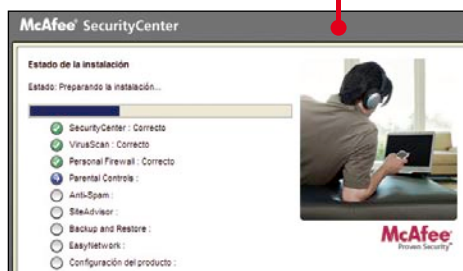 McAfee® SecurityCenter
Estado de la instalación
Estado: Preparando la instalación...
SecurityCenter : Correcto
VirusScan : Correcto
Personal Firewall : Correcto
Parental Controls :
Anti-Spam :
SiteAdvisor :
Backup and Restore :
EasyNetwork :
Configuración del producto :
McAfee®
Proven Security™